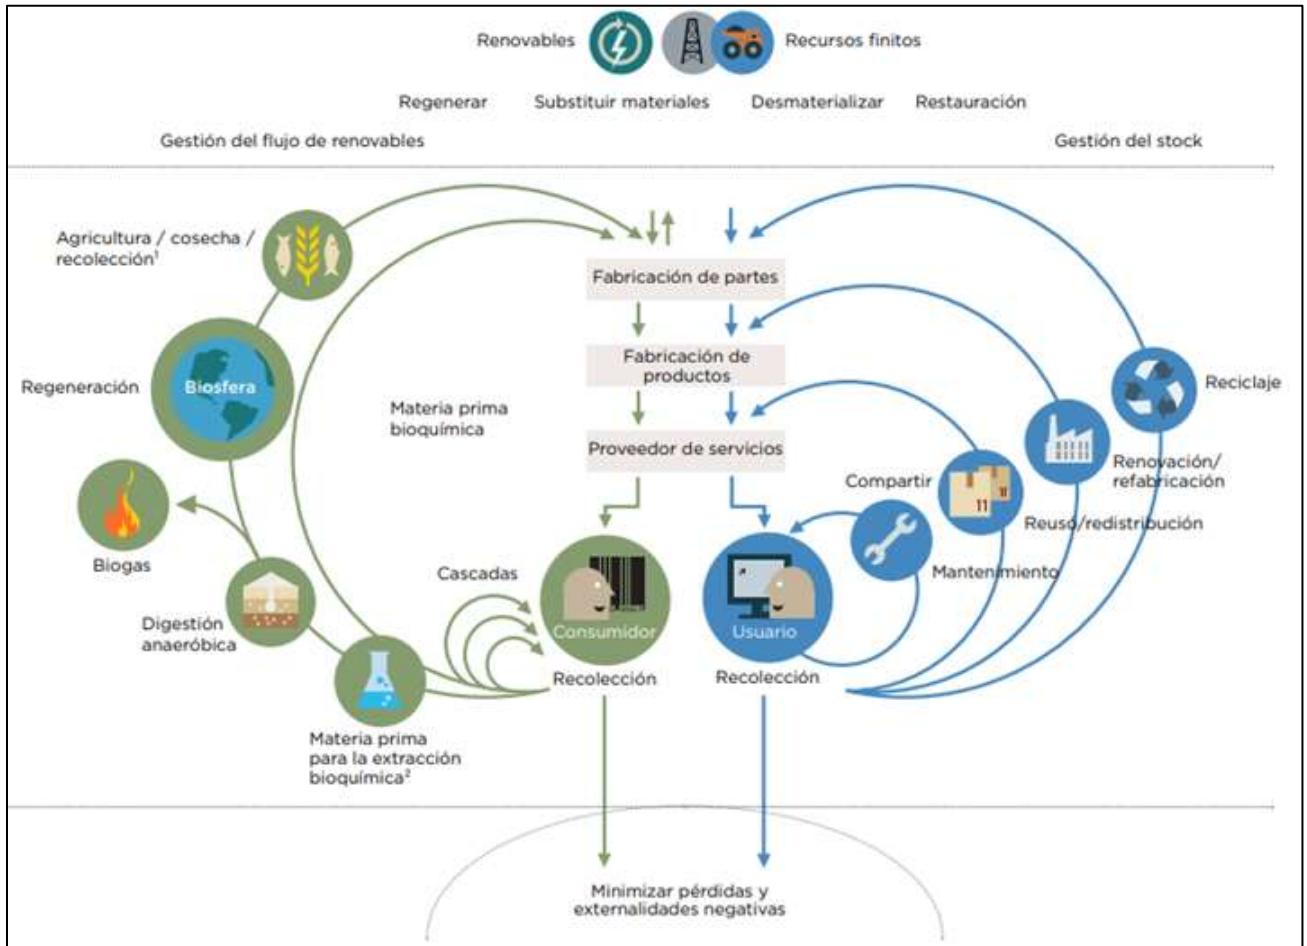 Renovables
Recursos finitos
Regenerar
Substituir materiales
Desmaterializar
Restauración
Gestión del flujo de renovables
Gestión del stock
Agricultura / cosecha /
recolección¹
Fabricación de partes
Fabricación de
productos
Regeneración
Biosfera
Reciclaje
Materia prima
bioquímica
Proveedor de servicios
Renovación/
refabricación
Compartir
11
11
Reuso/redistribución
Biogas
Cascadas
Mantenimiento
Digestión
anaeróbica
Consumidor
Usuario
Recolección
Recolección
Materia prima
para la extracción
bioquímica²
Minimizar pérdidas y
externalidades negativas